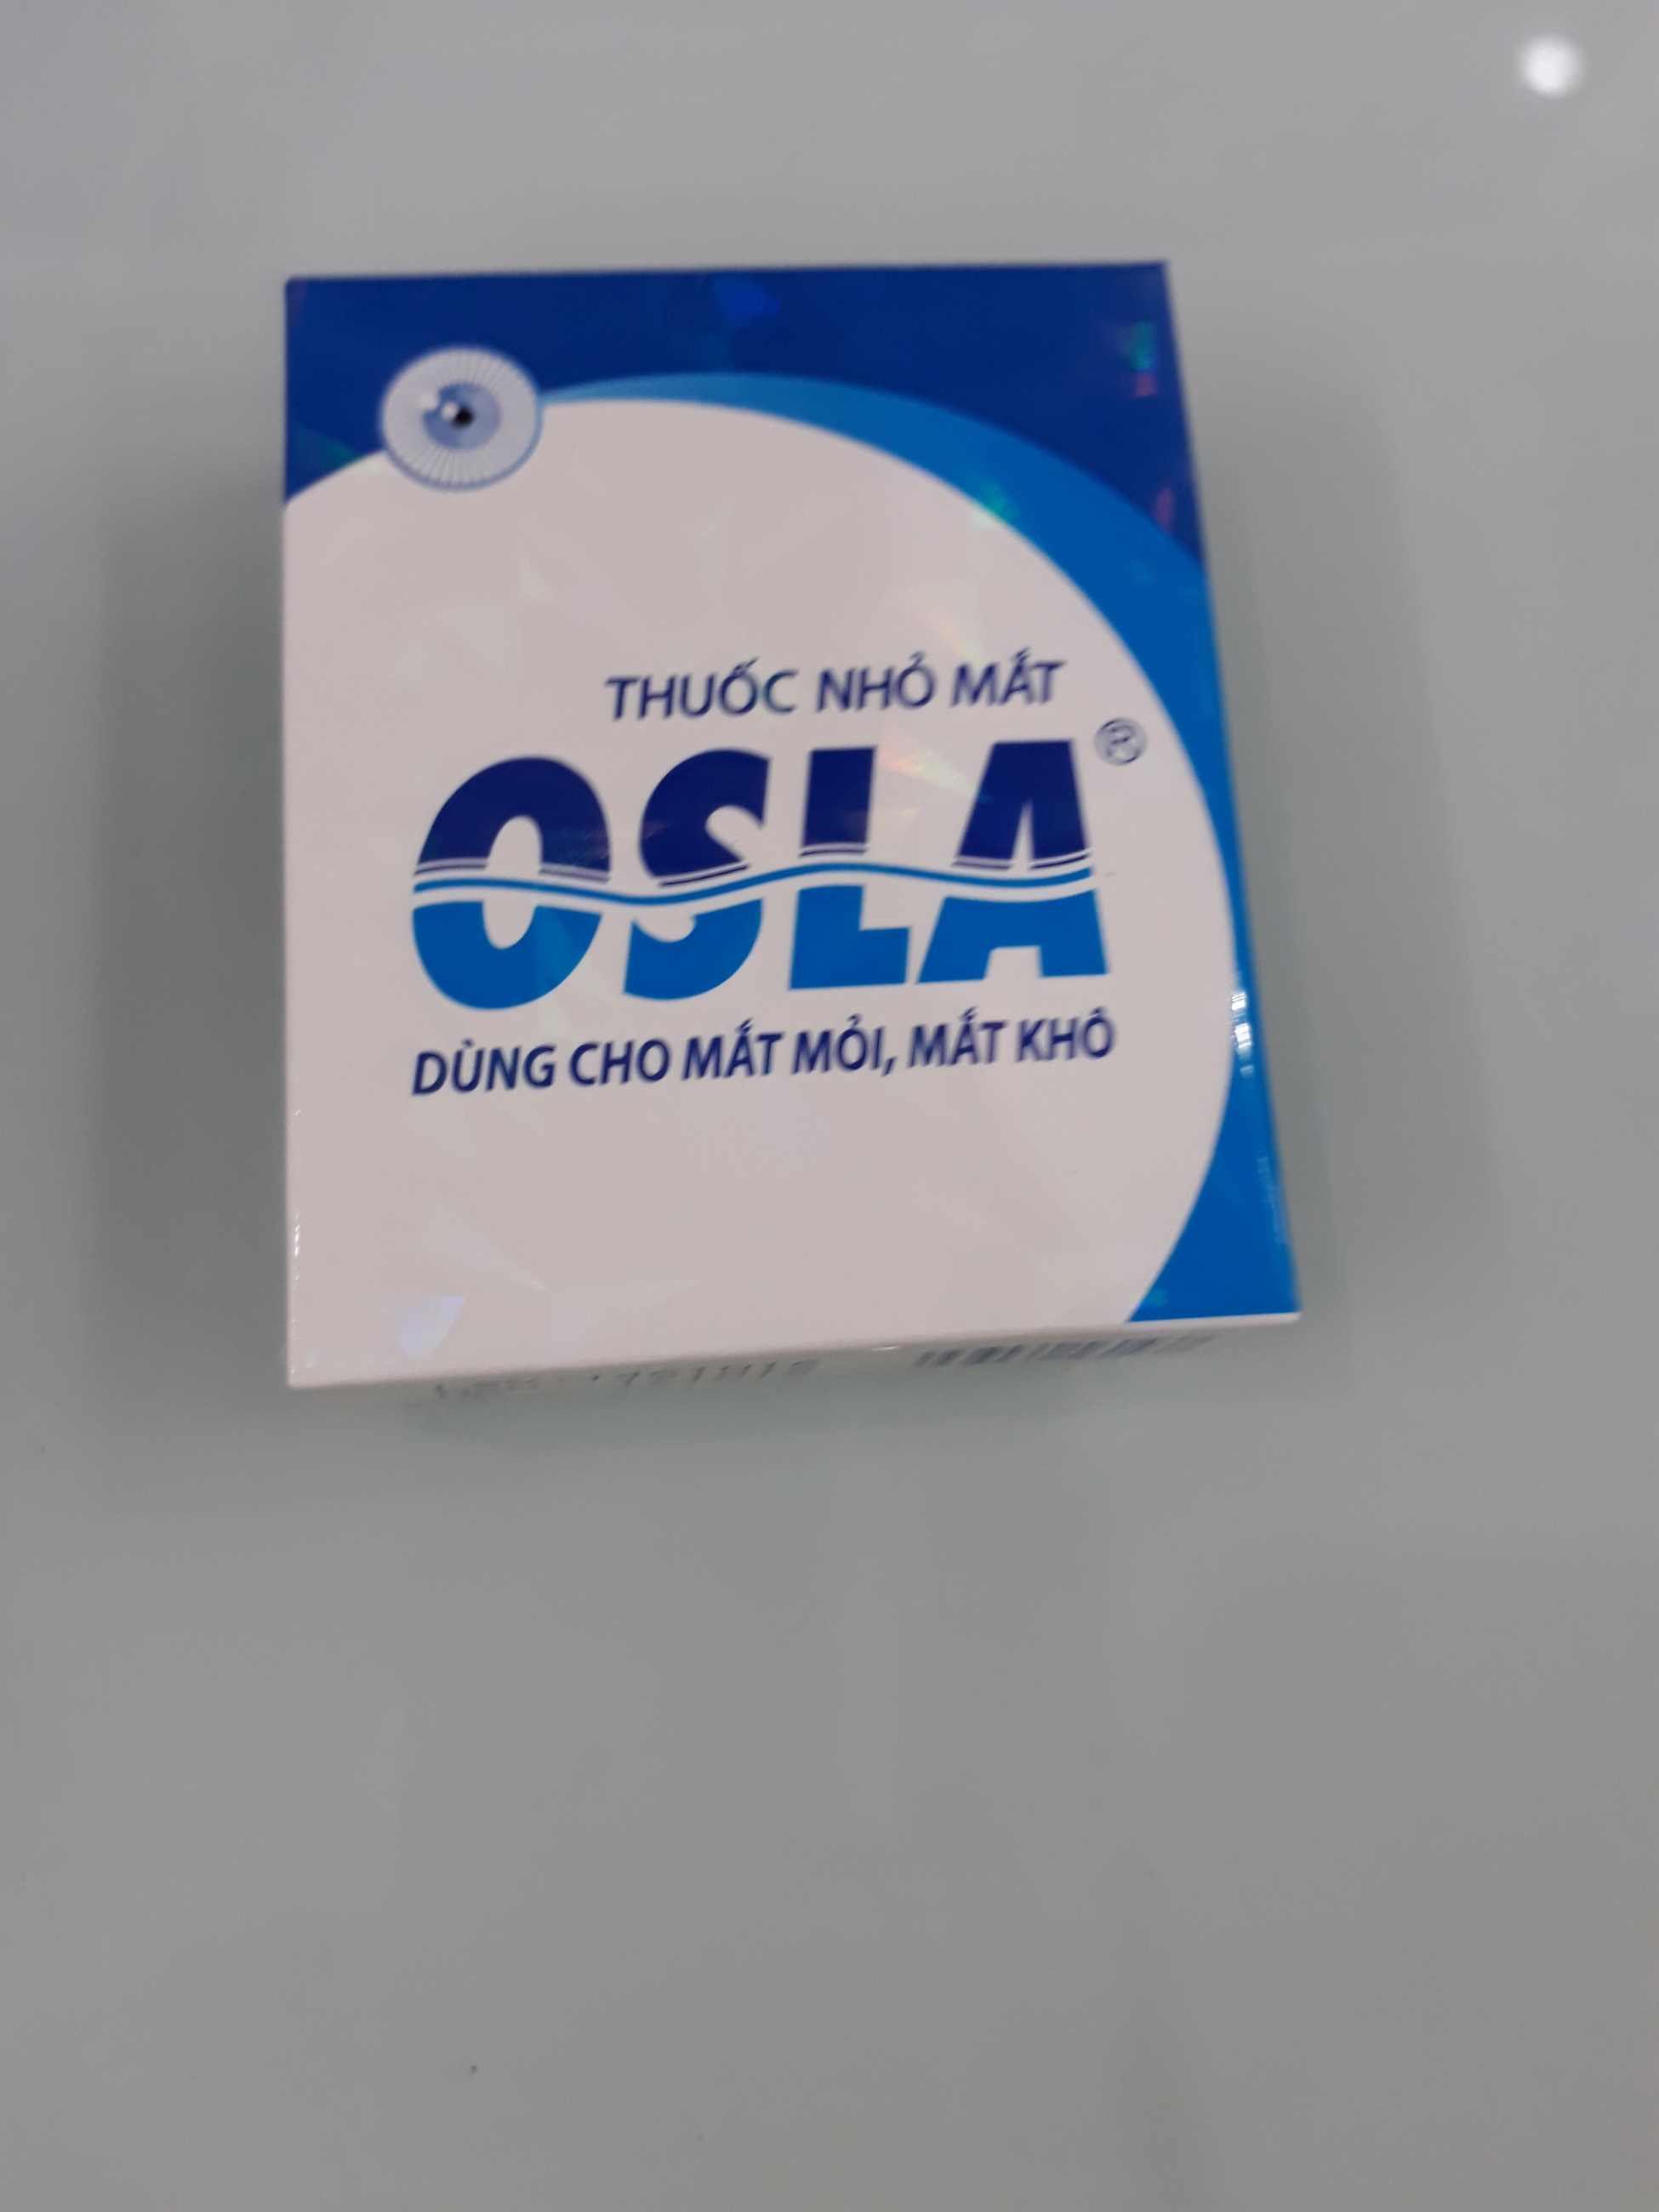 THUỐC NHỎ MẮT
OSLA®
DÙNG CHO MẮT MỎI, MẮT KHÔ